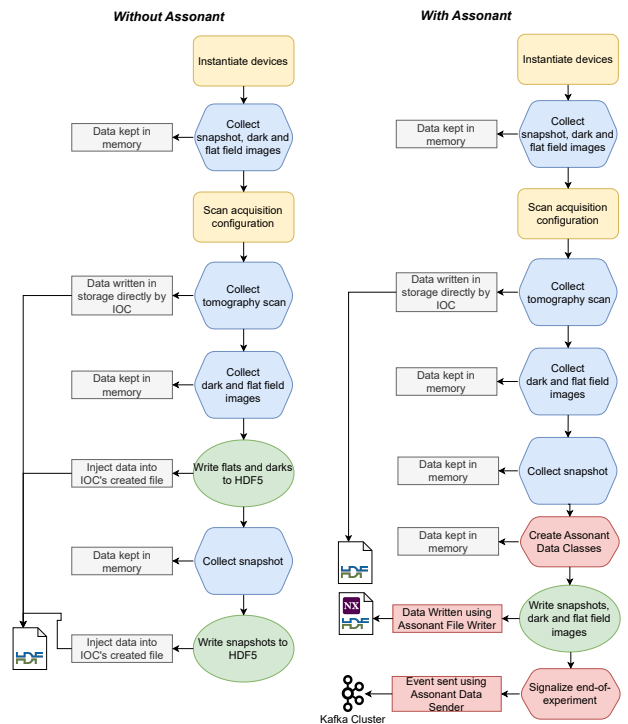 Without Assonant
Instantiate devices
Collect
snapshot, dark and
flat field images
Data kept in
memory
Scan acquisition
configuration
Data written in
storage directly by
IOC
Collect
tomography scan
Data kept in
memory
Collect
dark and flat field
images
Inject data into
IOC's created file
Write flats and darks
to HDF5
Data kept in
memory
Collect snapshot
HDF
Inject data into
IOC's created file
Write snapshots to
HDF5
With Assonant
Instantiate devices
Collect
snapshot, dark and
flat field images
Data kept in
memory
Scan acquisition
configuration
Data written in
storage directly by
IOC
Collect
tomography scan
Data kept in
memory
Collect
dark and flat field
images
Data kept in
memory
Collect snapshot
Data kept in
memory
Create Assonant
Data Classes
HDF
NX
HDF
Data Written using
Assonant File Writer
Write snapshots,
dark and flat field
images
Kafka Cluster
Event sent using
Assonant Data
Sender
Signalize end-of-
experiment